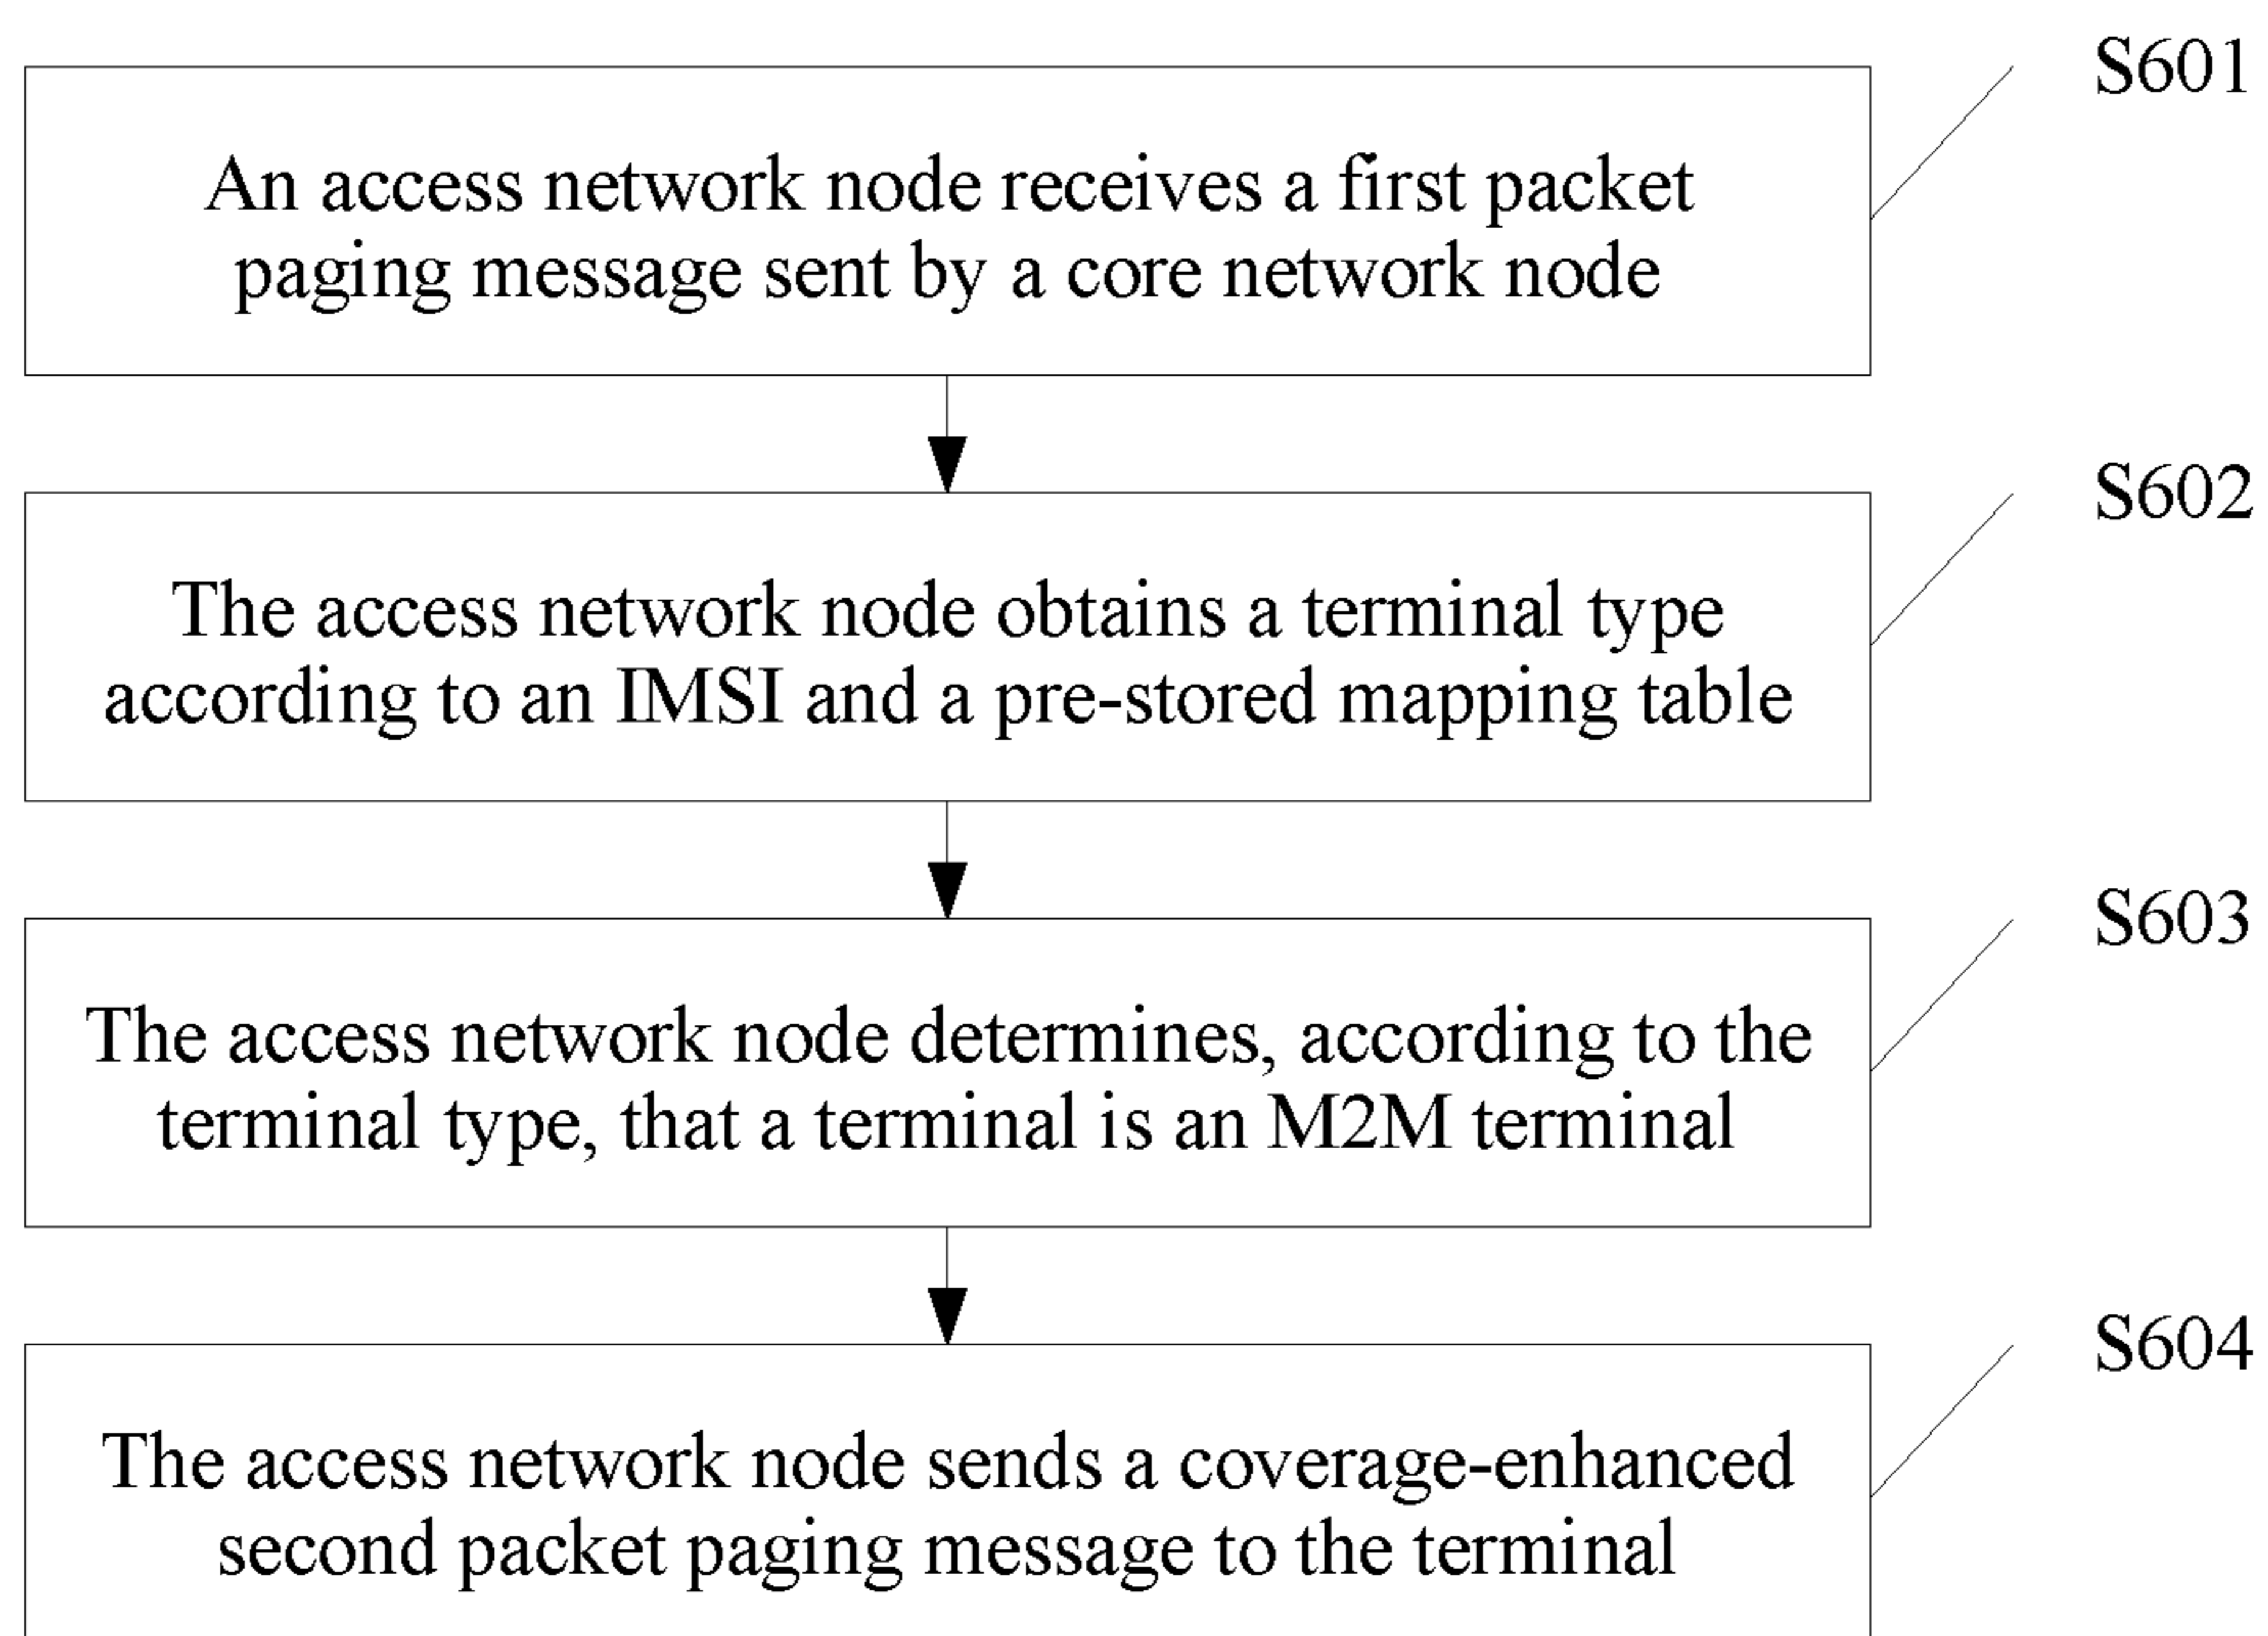 S601
An access network node receives a first packet
paging message sent by a core network node
S602
The access network node obtains a terminal type
according to an IMSI and a pre-stored mapping table
S603
The access network node determines, according to the
terminal type, that a terminal is an M2M terminal
S604
The access network node sends a coverage-enhanced
second packet paging message to the terminal